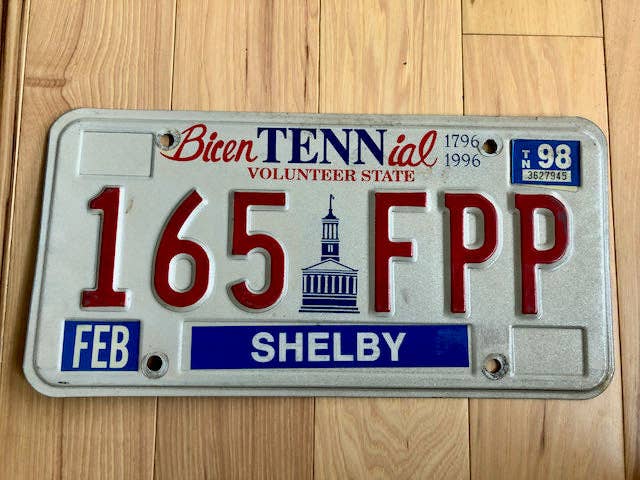 BicenTENNial 1796
1996
VOLUNTEER STATE
TN 98
3627945
165 FPP
FEB
SHELBY